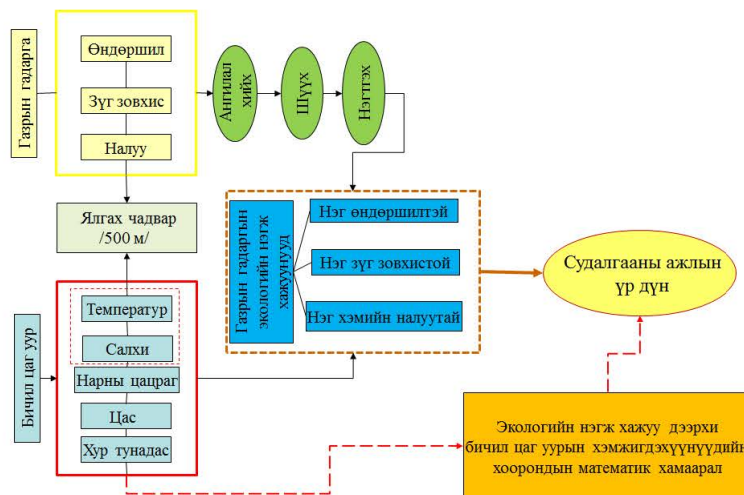 Газрын гадарга
Өндөршил
Зүг зовхис
Налуу
Ангилал
хийх
Шүүх
Нэгтгэх
Ялгах чадвар
/500 м/
Бичил цаг уур
Температур
Салхи
Нарны цацраг
Цас
Хур тунадас
Газрын гадаргын
экологийн нэгж
хажуунууд
Нэг өндөршилтэй
Нэг зүг зовхистой
Нэг хэмийн налуутай
Судалгааны ажлын
үр дүн
Экологийн нэгж хажуу дээрхи
бичил цаг уурын хэмжигдэхүүнүүдийн
хоорондын математик хамаарал